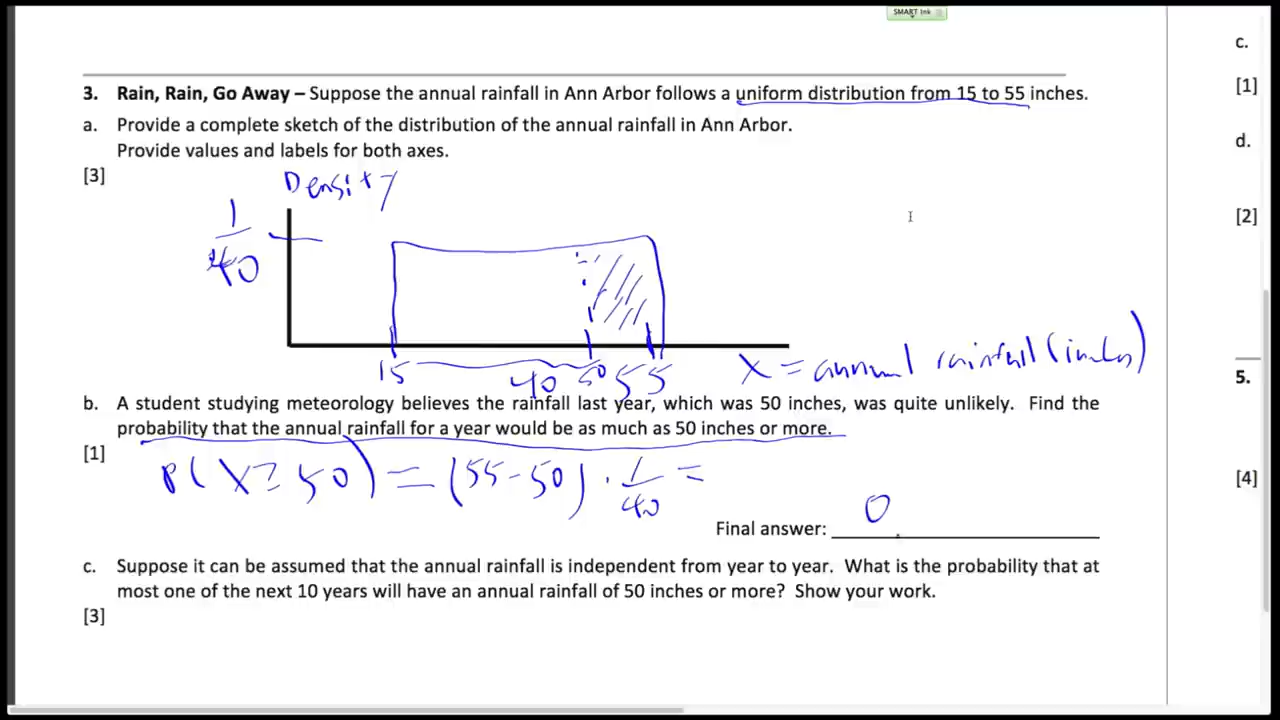 SMART Ink
3. Rain, Rain, Go Away – Suppose the annual rainfall in Ann Arbor follows a uniform distribution from 15 to 55 inches.
a. Provide a complete sketch of the distribution of the annual rainfall in Ann Arbor.
Provide values and labels for both axes.
[3]
Density
1
40
15 40 50 55
X = annual rainfall (inches)
b. A student studying meteorology believes the rainfall last year, which was 50 inches, was quite unlikely. Find the
probability that the annual rainfall for a year would be as much as 50 inches or more.
[1]
P(X ≥ 50) = (55-50) · 1/40 =
Final answer: 0.
c. Suppose it can be assumed that the annual rainfall is independent from year to year. What is the probability that at
most one of the next 10 years will have an annual rainfall of 50 inches or more? Show your work.
[3]
c.
[1]
d.
[2]
5.
[4]